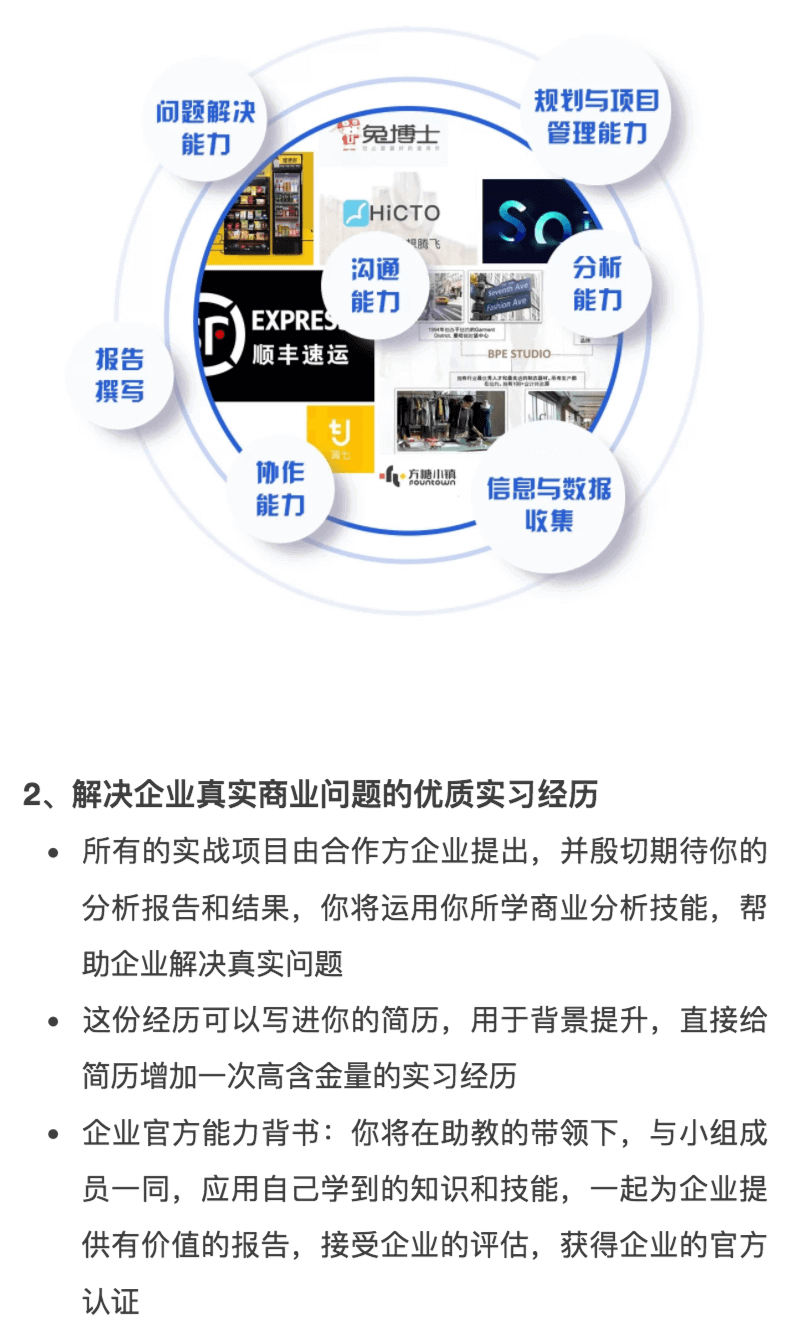 问题解决
能力
规划与项目
管理能力
兔博士
HiCTO
腾飞
So
沟通
能力
分析
能力
Seventh Ave
Fashion Ave
EXPRES
顺丰速运
BPE STUDIO
报告
撰写
满七
方糖小镇
FOUNTOWN
协作
能力
信息与数据
收集
2、解决企业真实商业问题的优质实习经历
• 所有的实战项目由合作方企业提出，并殷切期待你的
分析报告和结果，你将运用你所学商业分析技能，帮
助企业解决真实问题
• 这份经历可以写进你的简历，用于背景提升，直接给
简历增加一次高含金量的实习经历
• 企业官方能力背书：你将在助教的带领下，与小组成
员一同，应用自己学到的知识和技能，一起为企业提
供有价值的报告，接受企业的评估，获得企业的官方
认证